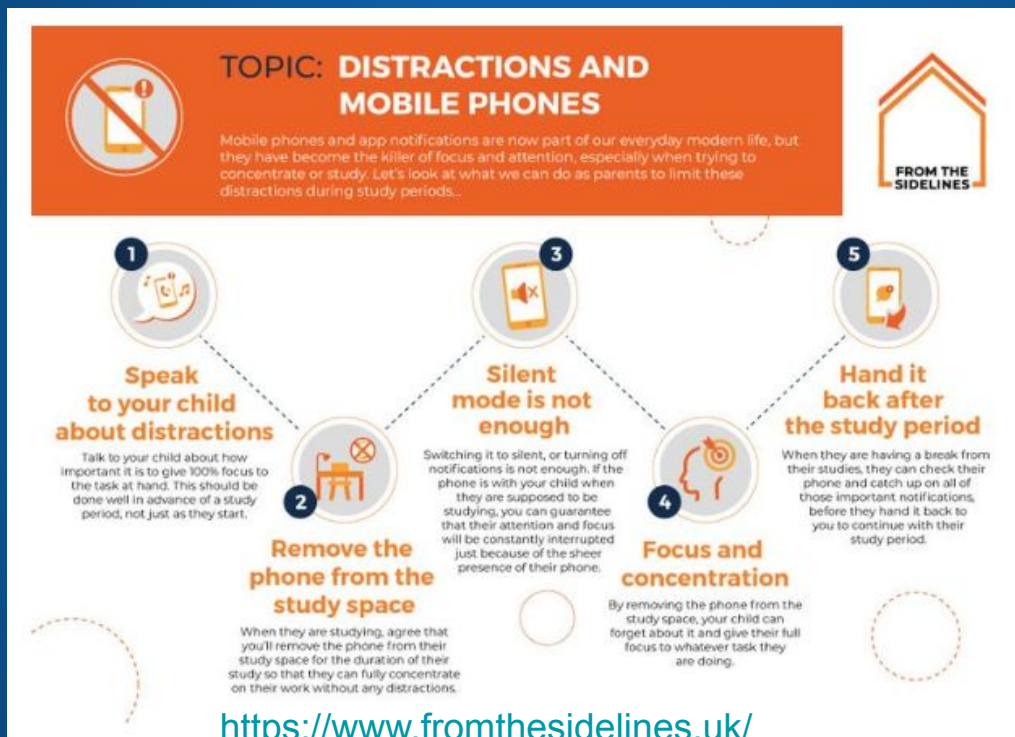 TOPIC: DISTRACTIONS AND
MOBILE PHONES
Mobile phones and app notifications are now part of our everyday modern life, but
they have become the killer of focus and attention, especially when trying to
concentrate or study. Let's look at what we can do as parents to limit these
distractions during study periods...
FROM THE
SIDELINES
1
Speak
to your child
about distractions
Talk to your child about how
important it is to give 100% focus to
the task at hand. This should be
done well in advance of a study
period, not just as they start.
2
Remove the
phone from the
study space
When they are studying, agree that
you'll remove the phone from their
study space for the duration of their
study so that they can fully concentrate
on their work without any distractions.
3
Silent
mode is not
enough
Switching it to silent, or turning off
notifications is not enough. If the
phone is with your child when
they are supposed to be
studying, you can guarantee
that their attention and focus
will be constantly interrupted
just because of the sheer
presence of their phone.
4
Focus and
concentration
By removing the phone from the
study space, your child can
forget about it and give their full
focus to whatever task they
are doing.
5
Hand it
back after
the study period
When they are having a break from
their studies, they can check their
phone and catch up on all of
those important notifications,
before they hand it back to
you to continue with their
study period.
https://www.fromthesidelines.uk/